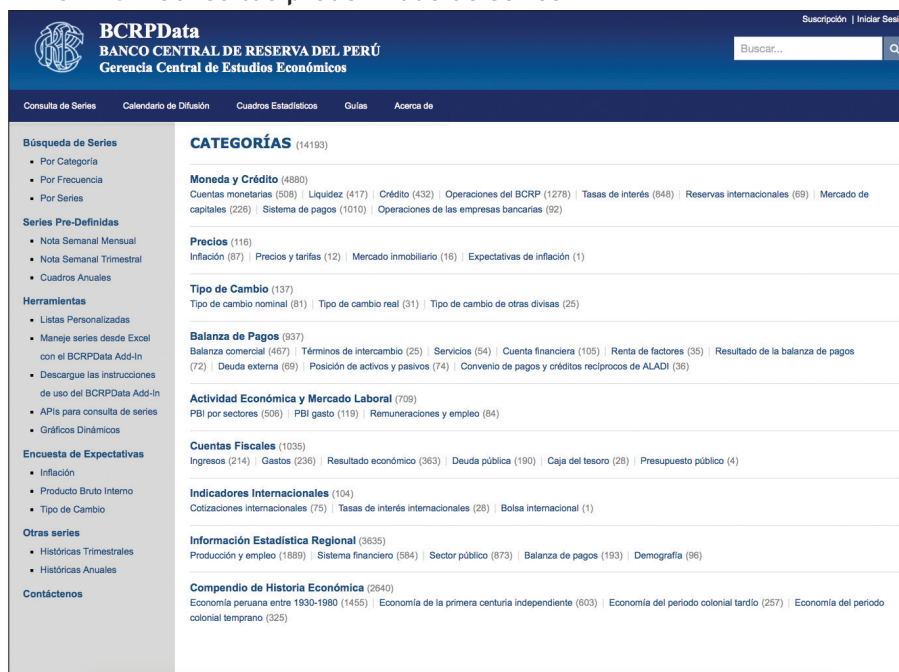 Suscripción | Iniciar Sesi
BCRPData
BANCO CENTRAL DE RESERVA DEL PERÚ
Gerencia Central de Estudios Económicos
Buscar...
Consulta de Series Calendario de Difusión Cuadros Estadísticos Guías Acerca de
Búsqueda de Series
Por Categoría
Por Frecuencia
Por Series
Series Pre-Definidas
Nota Semanal Mensual
Nota Semanal Trimestral
Cuadros Anuales
Herramientas
Listas Personalizadas
Maneje series desde Excel
con el BCRPData Add-In
Descargue las instrucciones
de uso del BCRPData Add-In
APIs para consulta de series
Gráficos Dinámicos
Encuesta de Expectativas
Inflación
Producto Bruto Interno
Tipo de Cambio
Otras series
Históricas Trimestrales
Históricas Anuales
Contáctenos
CATEGORÍAS (14193)
Moneda y Crédito (4880)
Cuentas monetarias (508) | Liquidez (417) | Crédito (432) | Operaciones del BCRP (1278) | Tasas de interés (848) | Reservas internacionales (69) | Mercado de
capitales (226) | Sistema de pagos (1010) | Operaciones de las empresas bancarias (92)
Precios (116)
Inflación (87) | Precios y tarifas (12) | Mercado inmobiliario (16) | Expectativas de inflación (1)
Tipo de Cambio (137)
Tipo de cambio nominal (81) | Tipo de cambio real (31) | Tipo de cambio de otras divisas (25)
Balanza de Pagos (937)
Balanza comercial (467) | Términos de intercambio (25) | Servicios (54) | Cuenta financiera (105) | Renta de factores (35) | Resultado de la balanza de pagos
(72) | Deuda externa (69) | Posición de activos y pasivos (74) | Convenio de pagos y créditos recíprocos de ALADI (36)
Actividad Económica y Mercado Laboral (709)
PBI por sectores (506) | PBI gasto (119) | Remuneraciones y empleo (84)
Cuentas Fiscales (1035)
Ingresos (214) | Gastos (236) | Resultado económico (363) | Deuda pública (190) | Caja del tesoro (28) | Presupuesto público (4)
Indicadores Internacionales (104)
Cotizaciones internacionales (75) | Tasas de interés internacionales (28) | Bolsa internacional (1)
Información Estadística Regional (3635)
Producción y empleo (1889) | Sistema financiero (584) | Sector público (873) | Balanza de pagos (193) | Demografía (96)
Compendio de Historia Económica (2640)
Economía peruana entre 1930-1980 (1455) | Economía de la primera centuria independiente (603) | Economía del periodo colonial tardío (257) | Economía del periodo
colonial temprano (325)